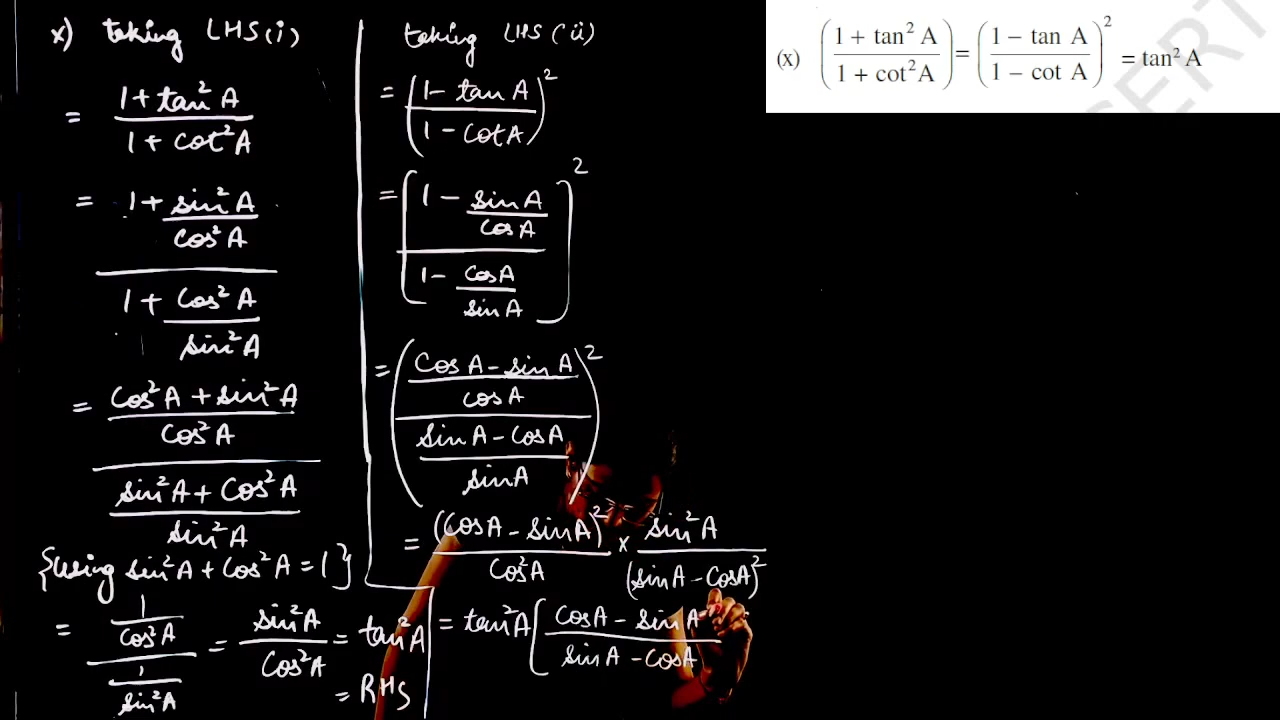 x) taking LHS (i)
= (1 + tan²A)/(1 + cot²A)
= (1 + sin²A/cos²A)/(1 + cos²A/sin²A)
= ((cos²A + sin²A)/cos²A)/((sin²A + cos²A)/sin²A)
{using sin²A + cos²A = 1}
= (1/cos²A)/(1/sin²A) = sin²A/cos²A = tan²A
= RHS
taking LHS (ii)
= ((1 - tan A)/(1 - cot A))²
= [(1 - sin A/cos A)/(1 - cos A/sin A)]²
= (((cos A - sin A)/cos A)/((sin A - cos A)/sin A))²
= (cos A - sin A)²/cos²A × sin²A/(sin A - cos A)²
= tan²A [(cos A - sin A)/(sin A - cos A)
(x) ((1 + tan² A)/(1 + cot² A)) = ((1 – tan A)/(1 – cot A))² = tan² A